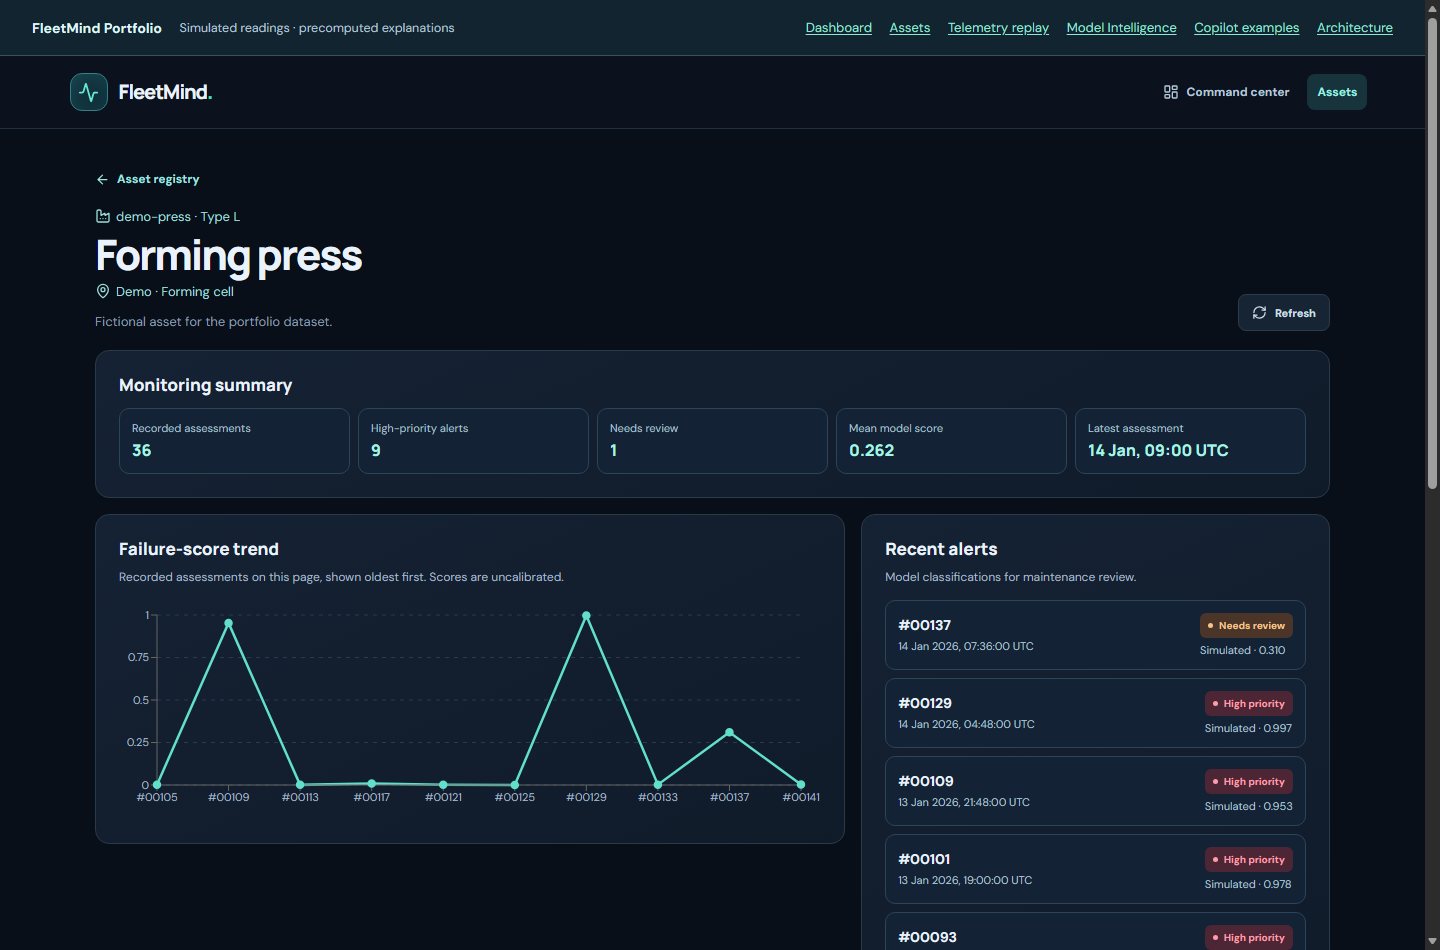 FleetMind Portfolio Simulated readings · precomputed explanations Dashboard Assets Telemetry replay Model Intelligence Copilot examples Architecture
FleetMind. Command center Assets
Asset registry
demo-press · Type L
Forming press
Demo · Forming cell
Fictional asset for the portfolio dataset.
Refresh
Monitoring summary
Recorded assessments
36
High-priority alerts
9
Needs review
1
Mean model score
0.262
Latest assessment
14 Jan, 09:00 UTC
Failure-score trend
Recorded assessments on this page, shown oldest first. Scores are uncalibrated.
1
0.75
0.5
0.25
0
#00105 #00109 #00113 #00117 #00121 #00125 #00129 #00133 #00137 #00141
Recent alerts
Model classifications for maintenance review.
#00137 Needs review
14 Jan 2026, 07:36:00 UTC Simulated · 0.310
#00129 High priority
14 Jan 2026, 04:48:00 UTC Simulated · 0.997
#00109 High priority
13 Jan 2026, 21:48:00 UTC Simulated · 0.953
#00101 High priority
13 Jan 2026, 19:00:00 UTC Simulated · 0.978
#00093 High priority